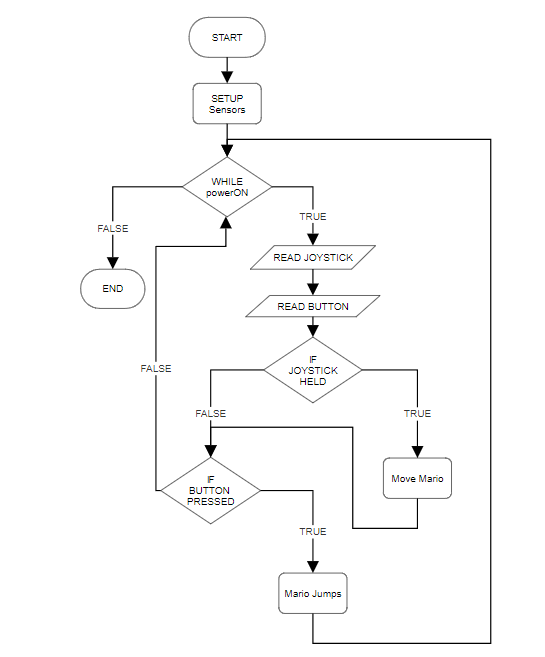 START
SETUP
Sensors
WHILE
powerON
TRUE
FALSE
READ JOYSTICK
END
READ BUTTON
IF
JOYSTICK
HELD
FALSE
FALSE
TRUE
IF
BUTTON
PRESSED
Move Mario
TRUE
Mario Jumps